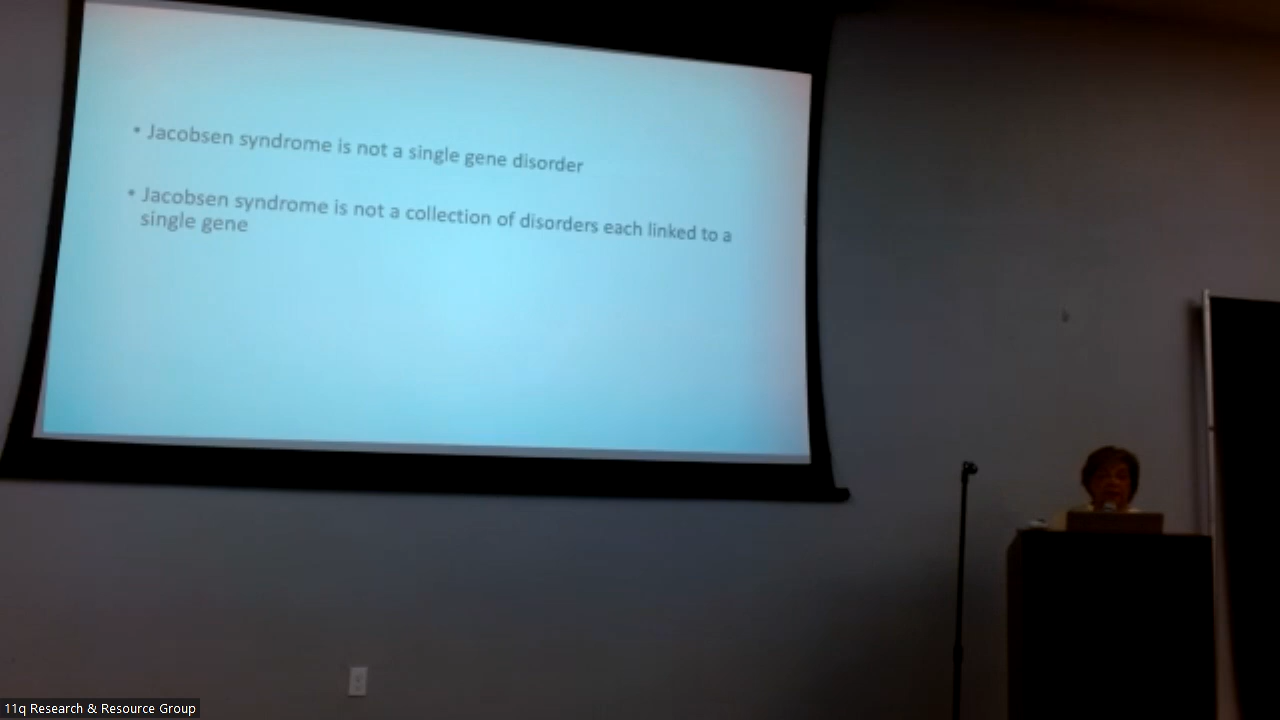 • Jacobsen syndrome is not a single gene disorder
• Jacobsen syndrome is not a collection of disorders each linked to a
single gene
11q Research & Resource Group